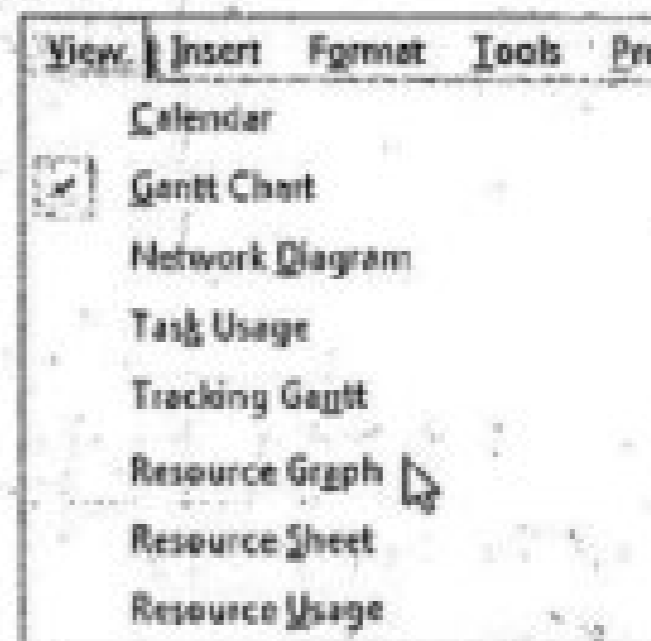 View Insert Format Tools Pr
Calendar
Gantt Chart
Network Diagram
Task Usage
Tracking Gantt
Resource Graph
Resource Sheet
Resource Usage